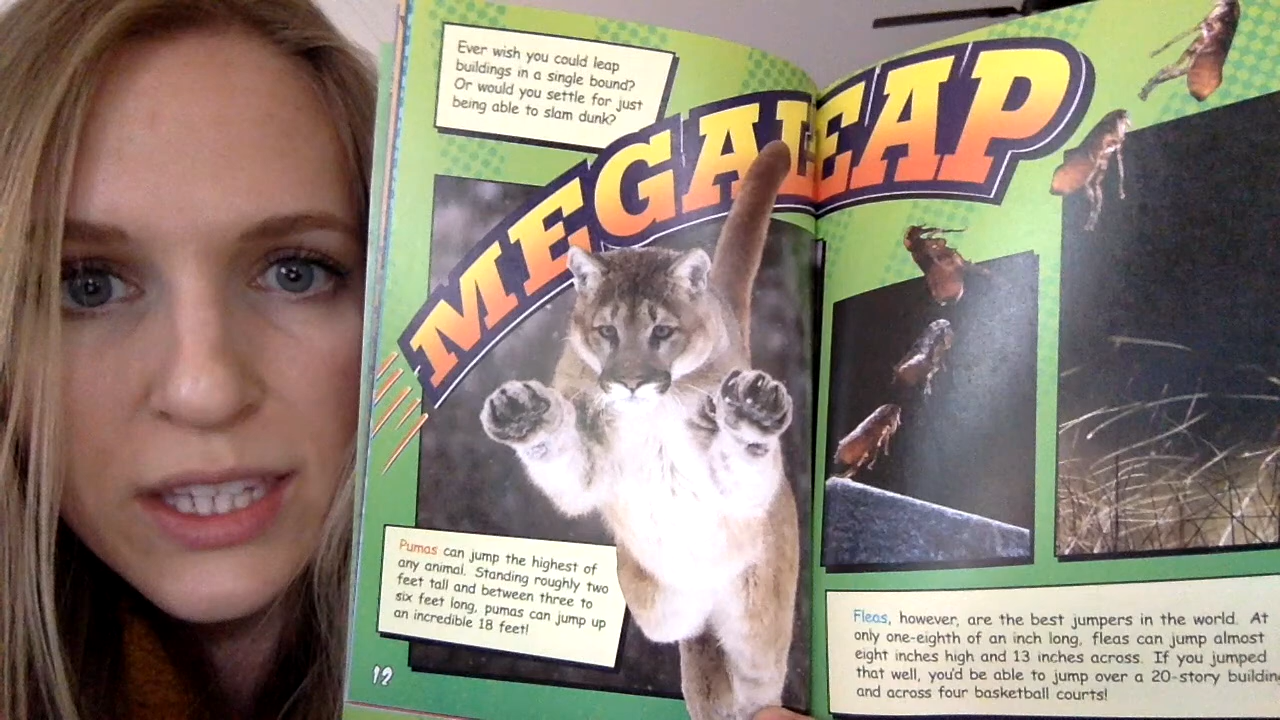 Ever wish you could leap
buildings in a single bound?
Or would you settle for just
being able to slam dunk?
MEGALEAP
Pumas can jump the highest of
any animal. Standing roughly two
feet tall and between three to
six feet long, pumas can jump up
an incredible 18 feet!
12
Fleas, however, are the best jumpers in the world. At
only one-eighth of an inch long, fleas can jump almost
eight inches high and 13 inches across. If you jumped
that well, you'd be able to jump over a 20-story building
and across four basketball courts!